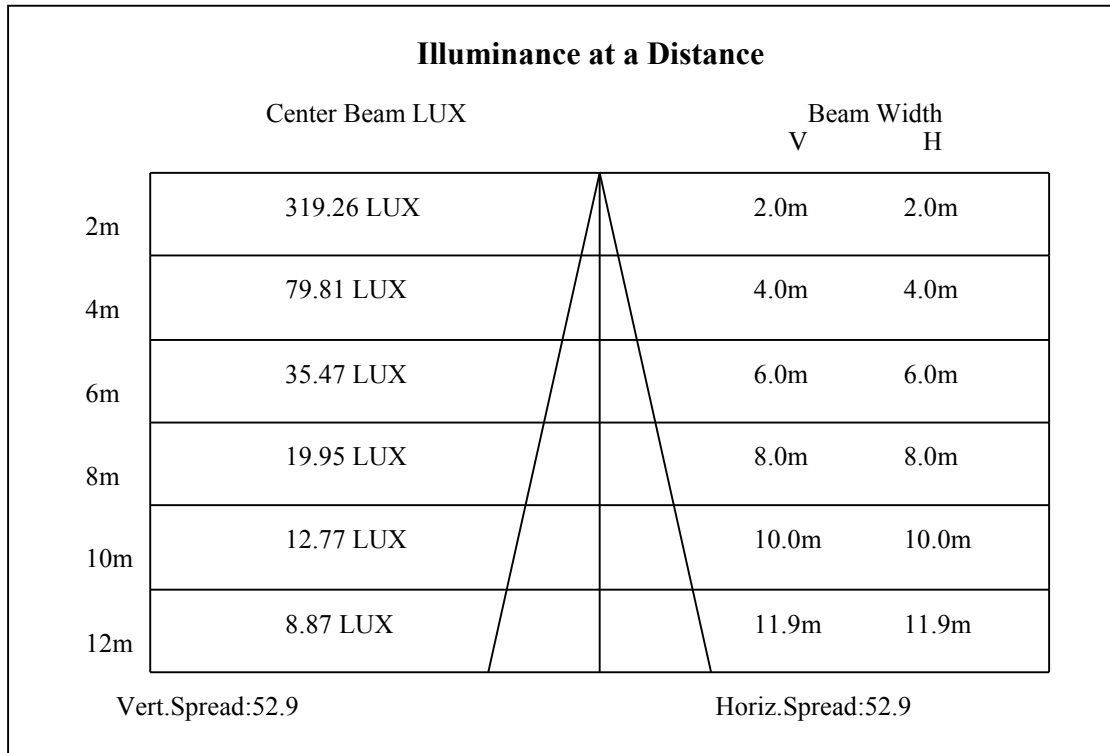 Illuminance at a Distance
Center Beam LUX Beam Width
V H
2m 319.26 LUX 2.0m 2.0m
4m 79.81 LUX 4.0m 4.0m
6m 35.47 LUX 6.0m 6.0m
8m 19.95 LUX 8.0m 8.0m
10m 12.77 LUX 10.0m 10.0m
12m 8.87 LUX 11.9m 11.9m
Vert.Spread:52.9 Horiz.Spread:52.9